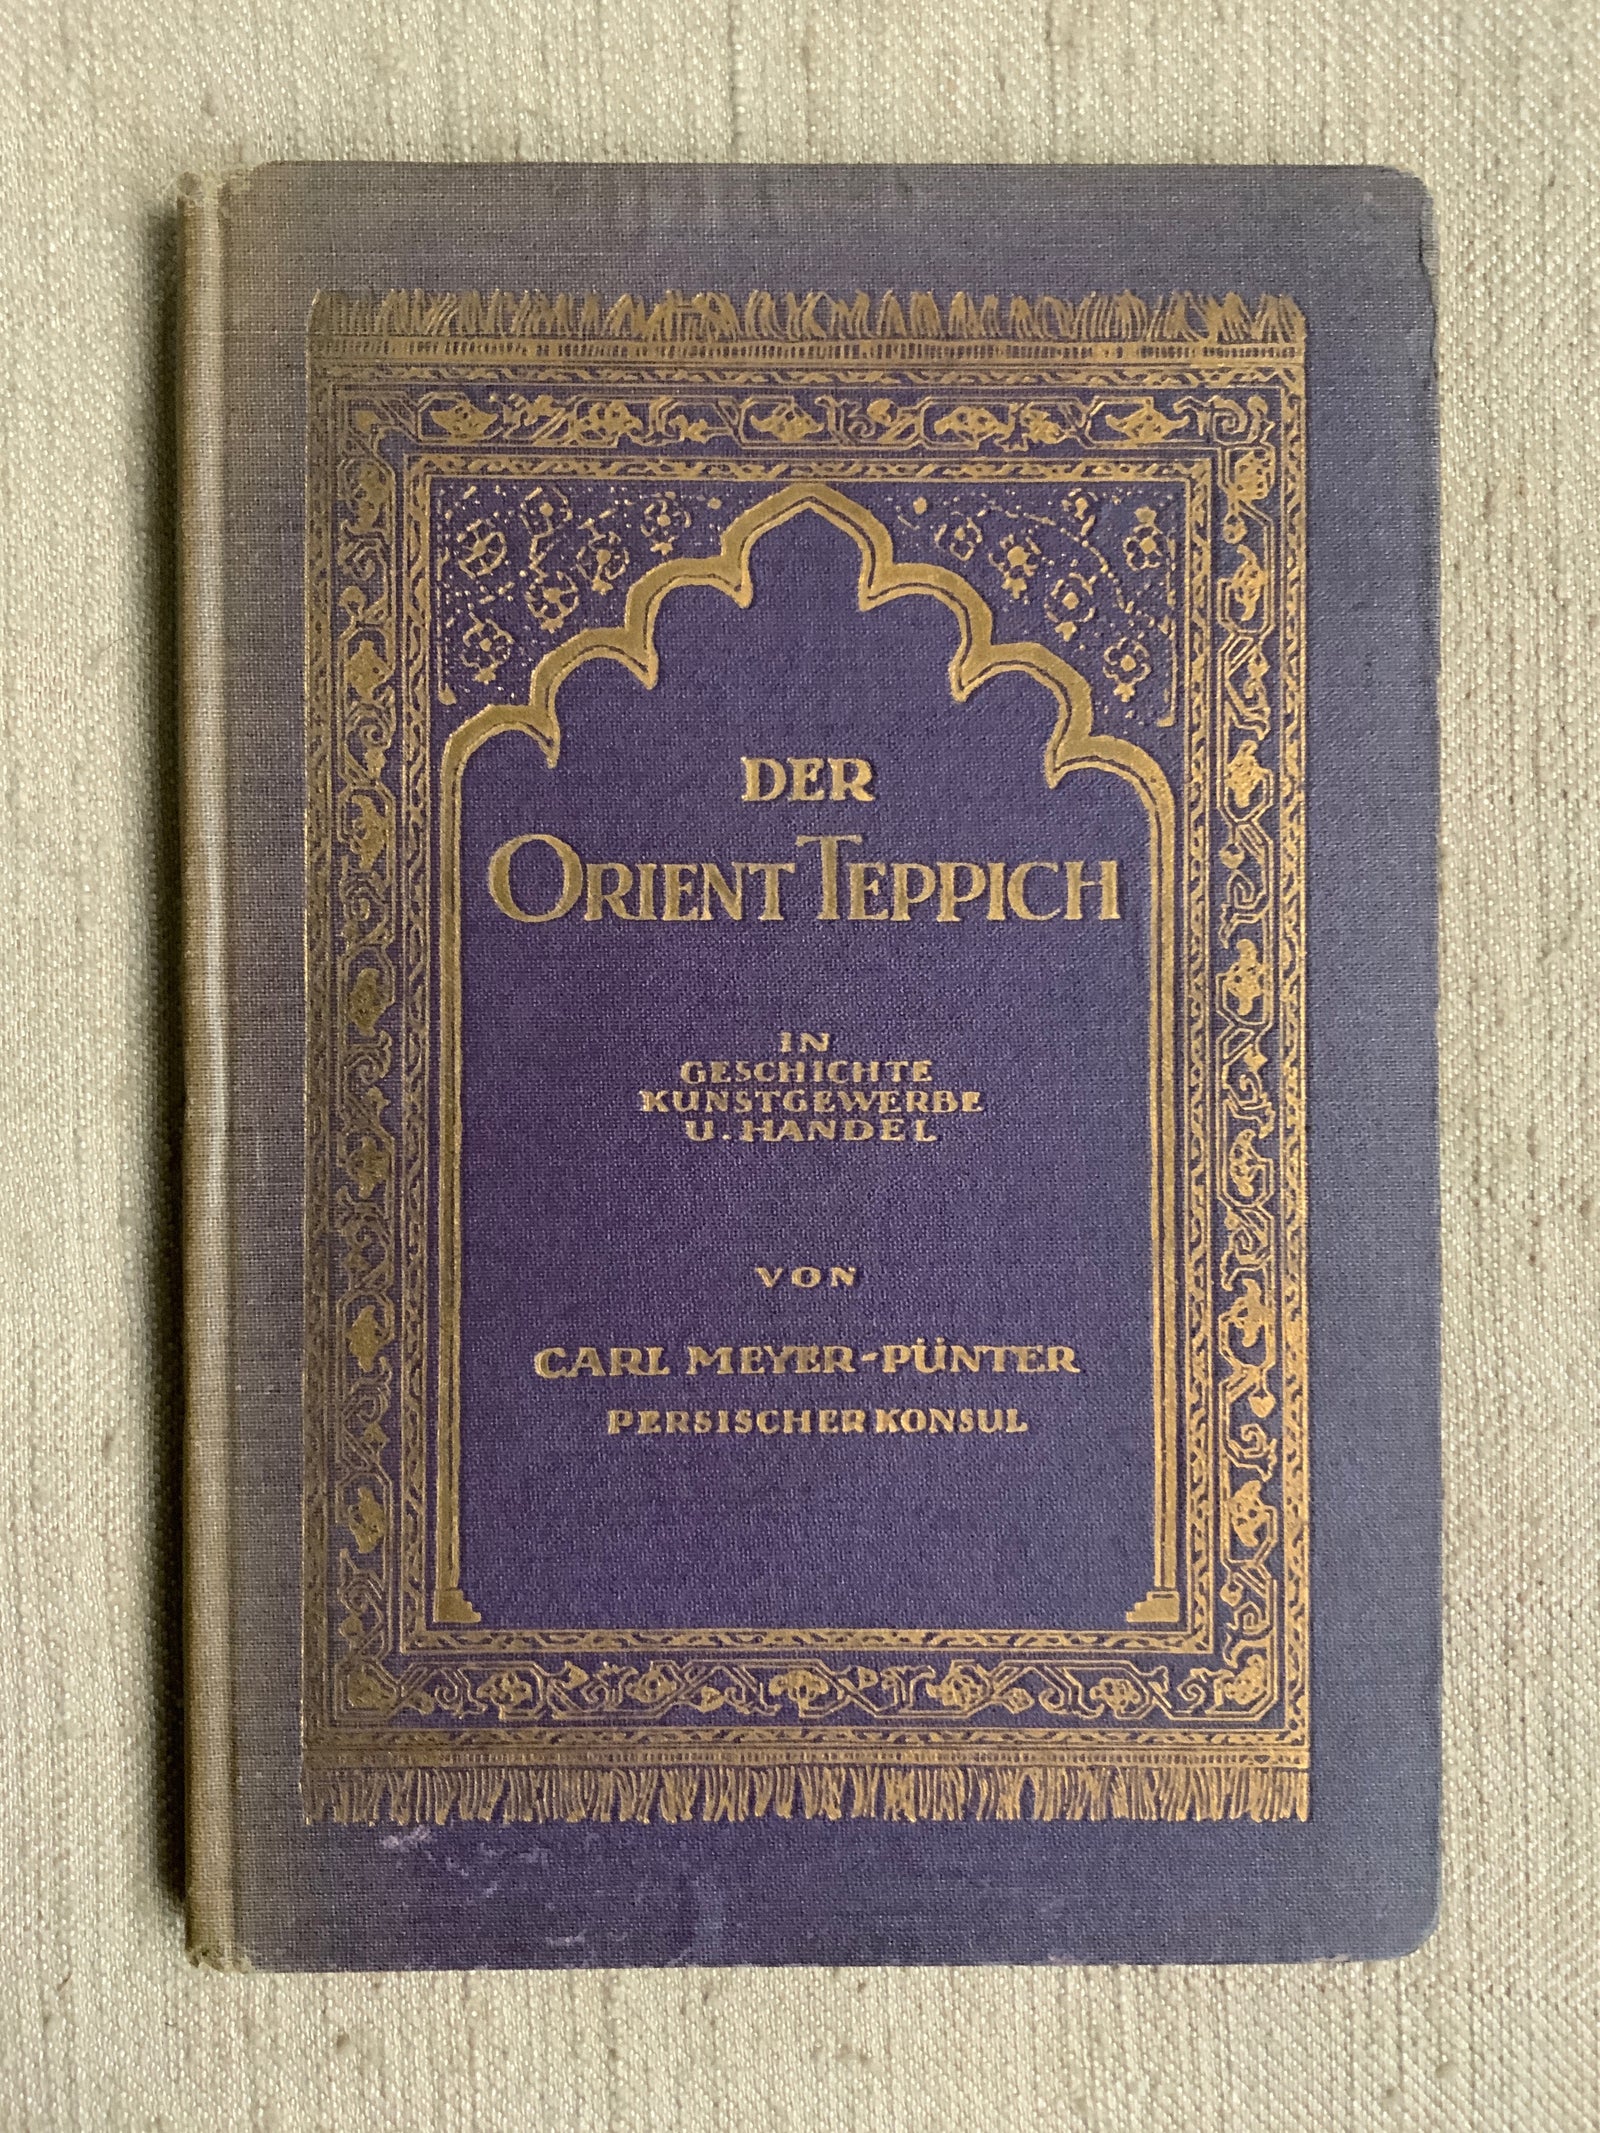 DER
ORIENT TEPPICH
IN
GESCHICHTE
KUNSTGEWERBE
U. HANDEL
VON
CARL MEYER-PÜNTER
PERSISCHER KONSUL